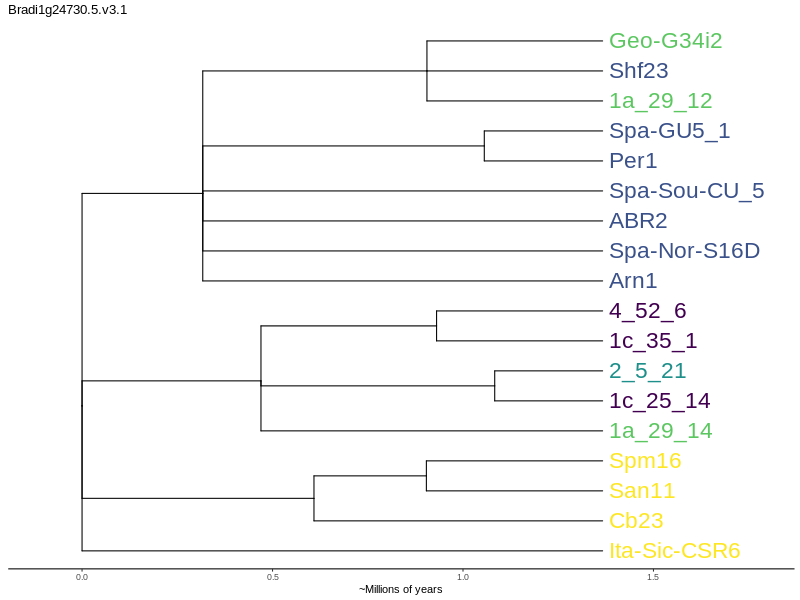 Bradi1g24730.5.v3.1
Geo-G34i2
Shf23
1a_29_12
Spa-GU5_1
Per1
Spa-Sou-CU_5
ABR2
Spa-Nor-S16D
Arn1
4_52_6
1c_35_1
2_5_21
1c_25_14
1a_29_14
Spm16
San11
Cb23
Ita-Sic-CSR6
0.0 0.5 1.0 1.5
~Millions of years